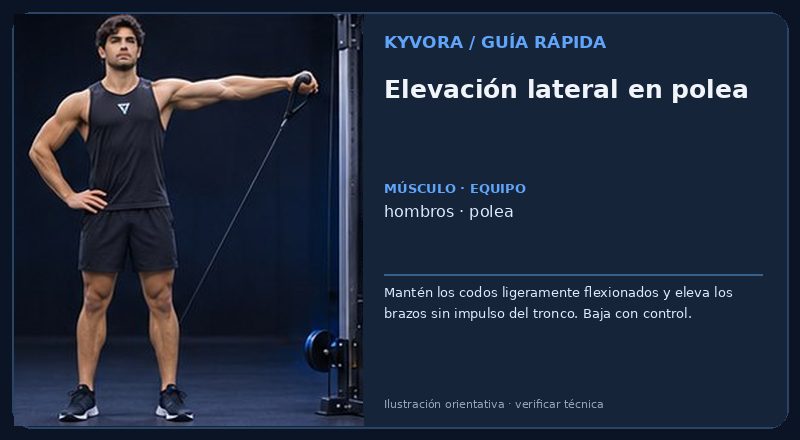 KYVORA / GUÍA RÁPIDA
Elevación lateral en polea
MÚSCULO · EQUIPO
hombros · polea
Mantén los codos ligeramente flexionados y eleva los
brazos sin impulso del tronco. Baja con control.
Ilustración orientativa · verificar técnica